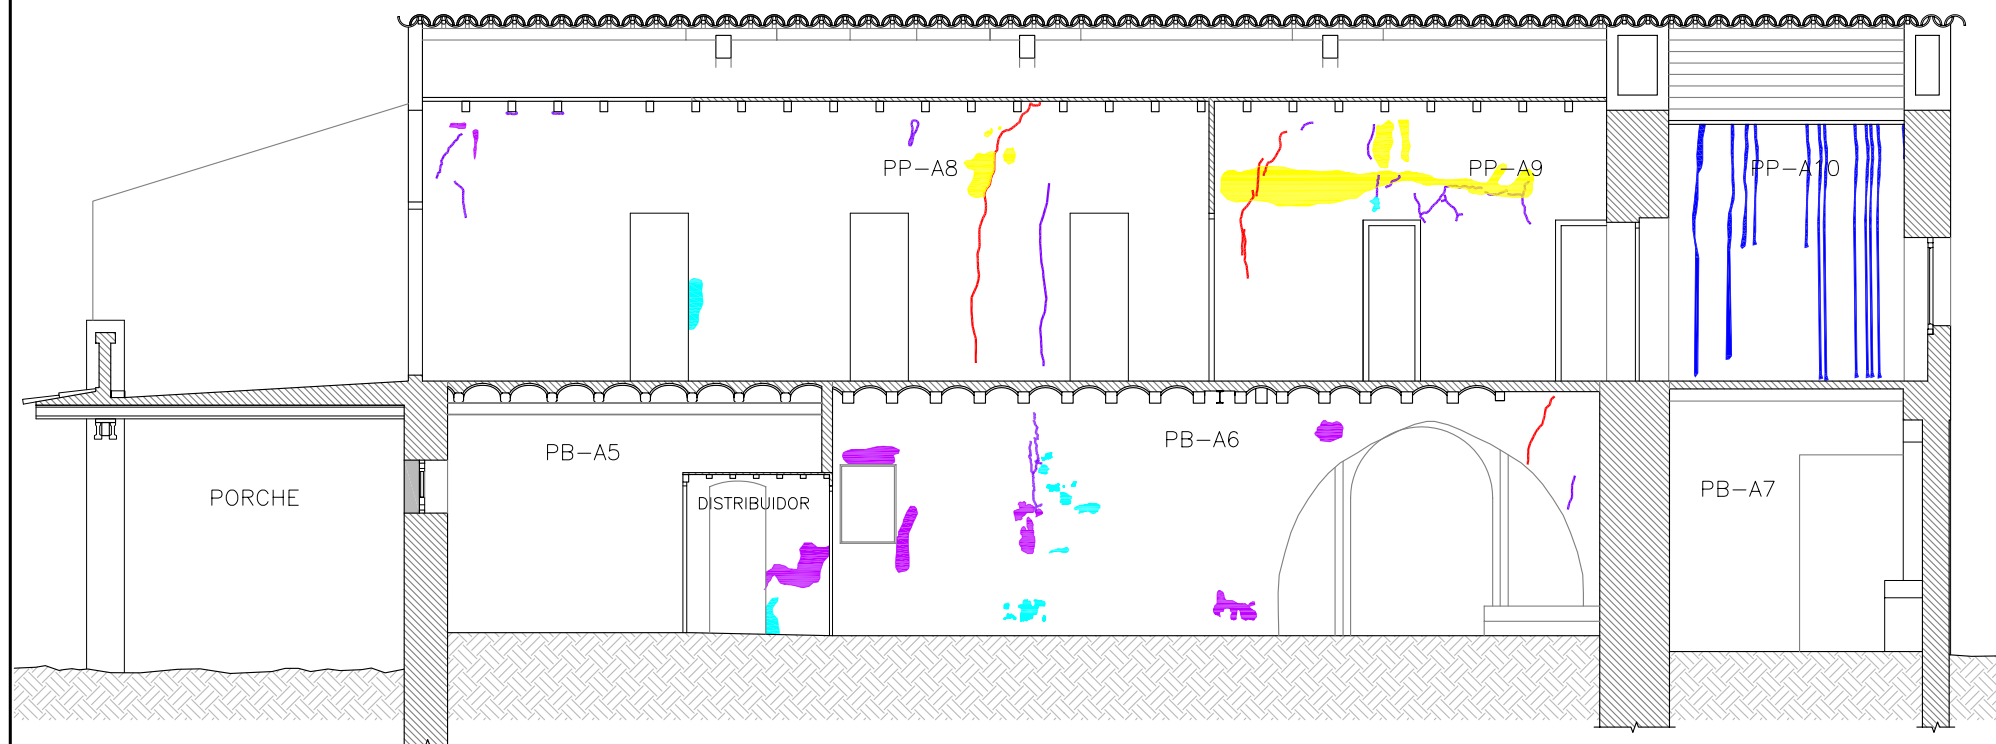 PP-A8
PP-A9
PP-A10
PB-A5
PB-A6
PORCHE
DISTRIBUIDOR
PB-A7